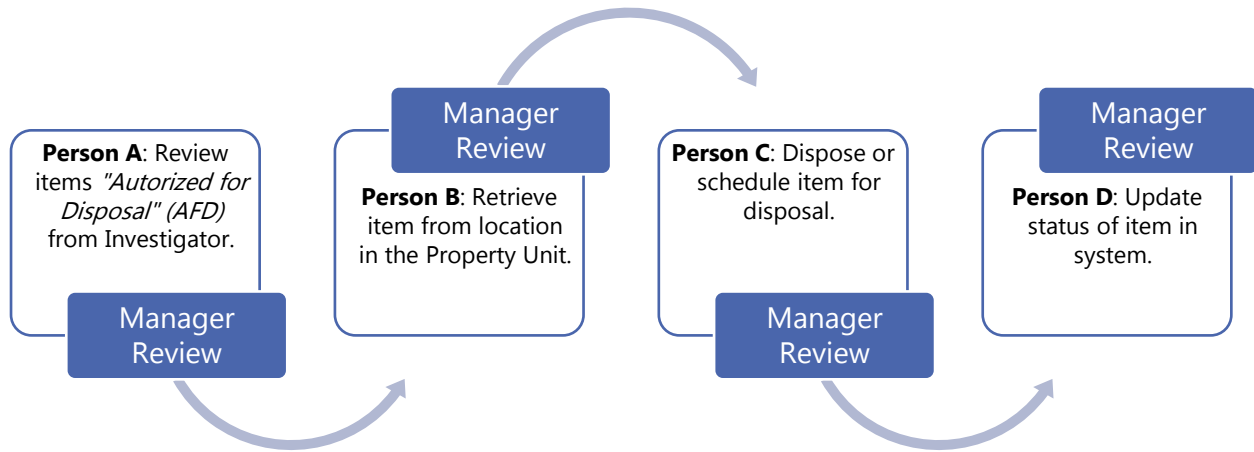 Person A: Review
items "Autorized for
Disposal" (AFD)
from Investigator.
Manager
Review
Manager
Review
Person B: Retrieve
item from location
in the Property Unit.
Person C: Dispose or
schedule item for
disposal.
Manager
Review
Manager
Review
Person D: Update
status of item in
system.